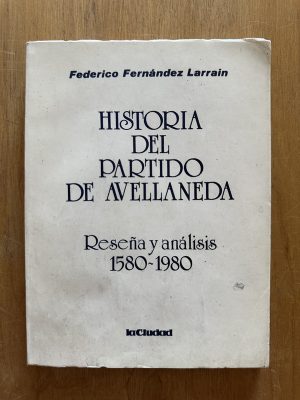 Federico Fernández Larrain
HISTORIA
DEL
PARTIDO
DE AVELLANEDA
Reseña y análisis
1580-1980
la Ciudad